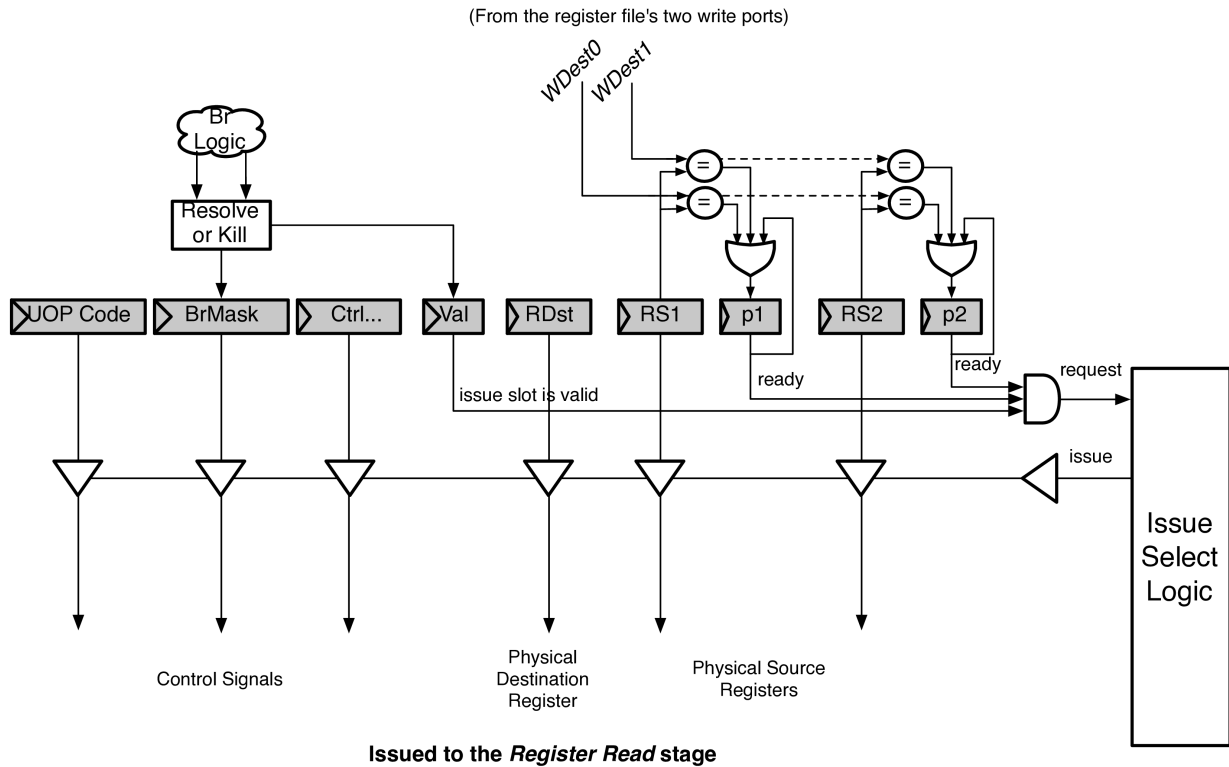 (From the register file's two write ports)
WDest0
WDest1
Br
Logic
=
=
=
=
Resolve
or Kill
UOP Code
BrMask
Ctrl...
Val
RDst
RS1
p1
RS2
p2
ready
ready
request
issue slot is valid
issue
Issue
Select
Logic
Control Signals
Physical
Destination
Register
Physical Source
Registers
Issued to the Register Read stage